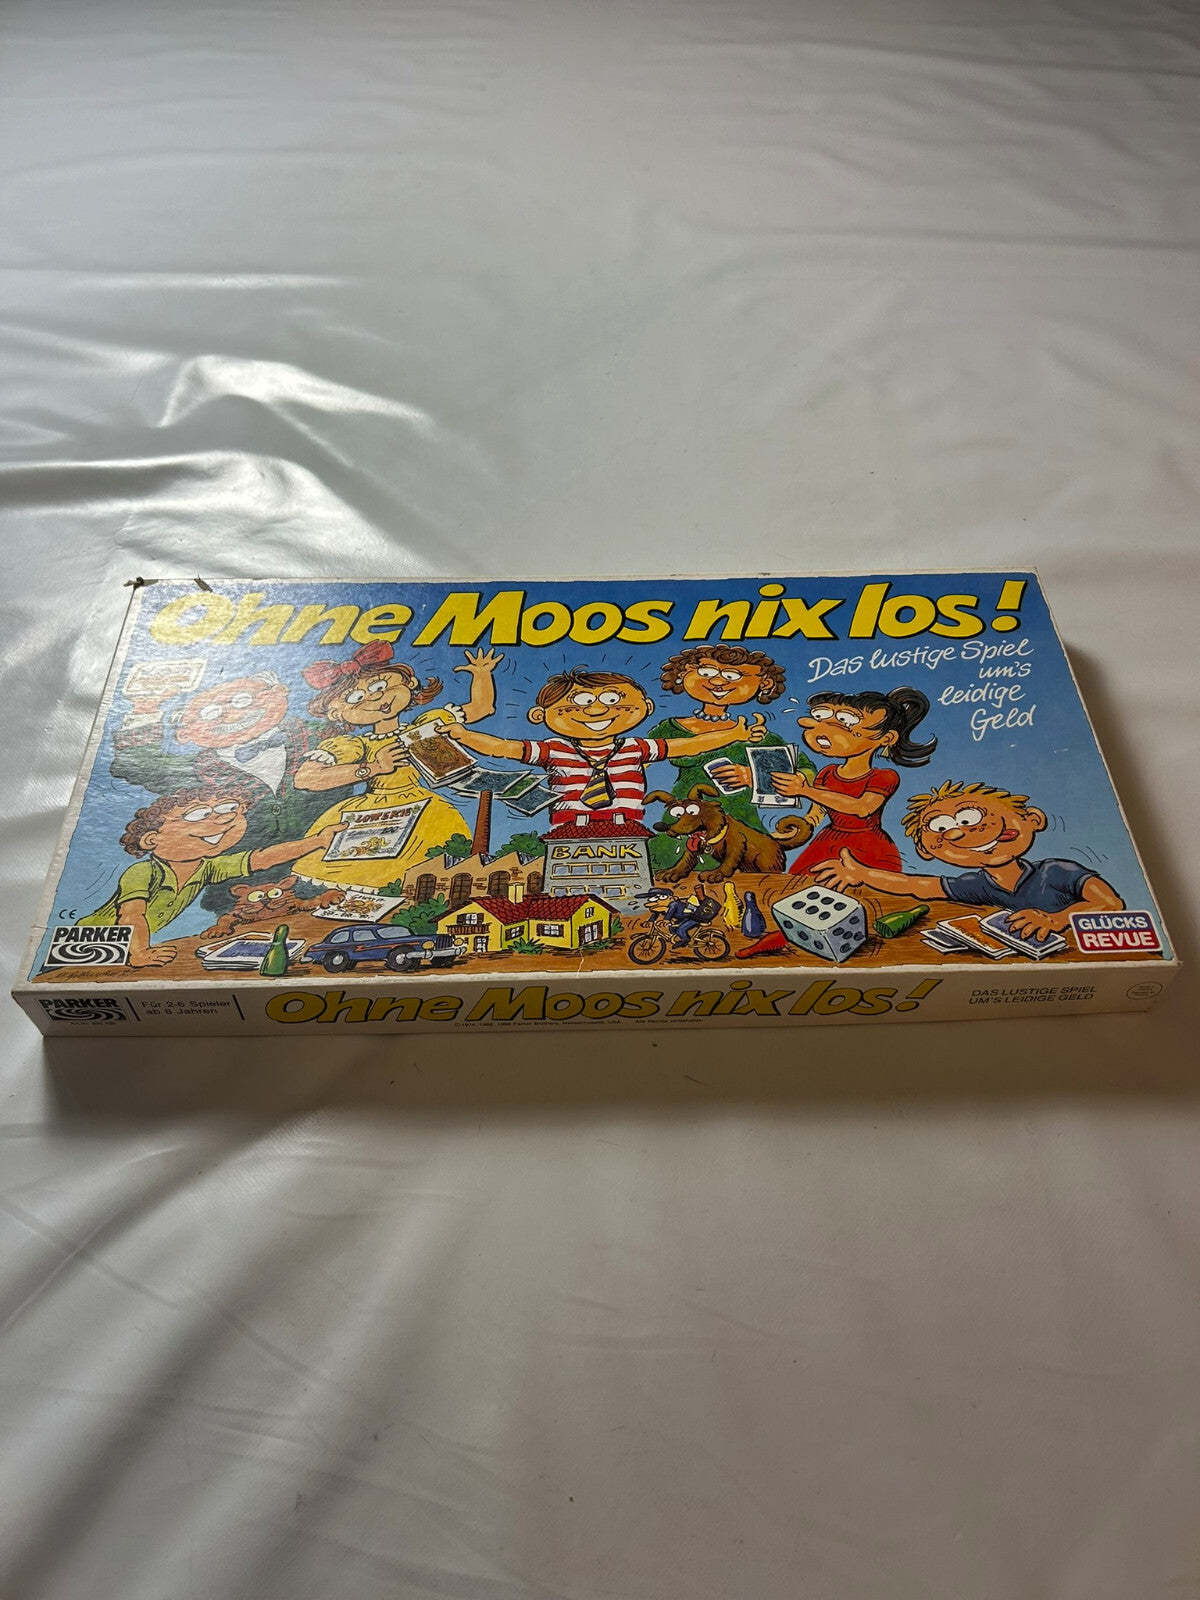 Ohne Moos nix los!
Das lustige Spiel
um's
leidige
Geld
BANK
CE
PARKER
GLÜCKS
REVUE
PARKER
Für 2-6 Spieler
ab 8 Jahren
Ohne Moos nix los!
DAS LUSTIGE SPIEL
UM'S LEIDIGE GELD